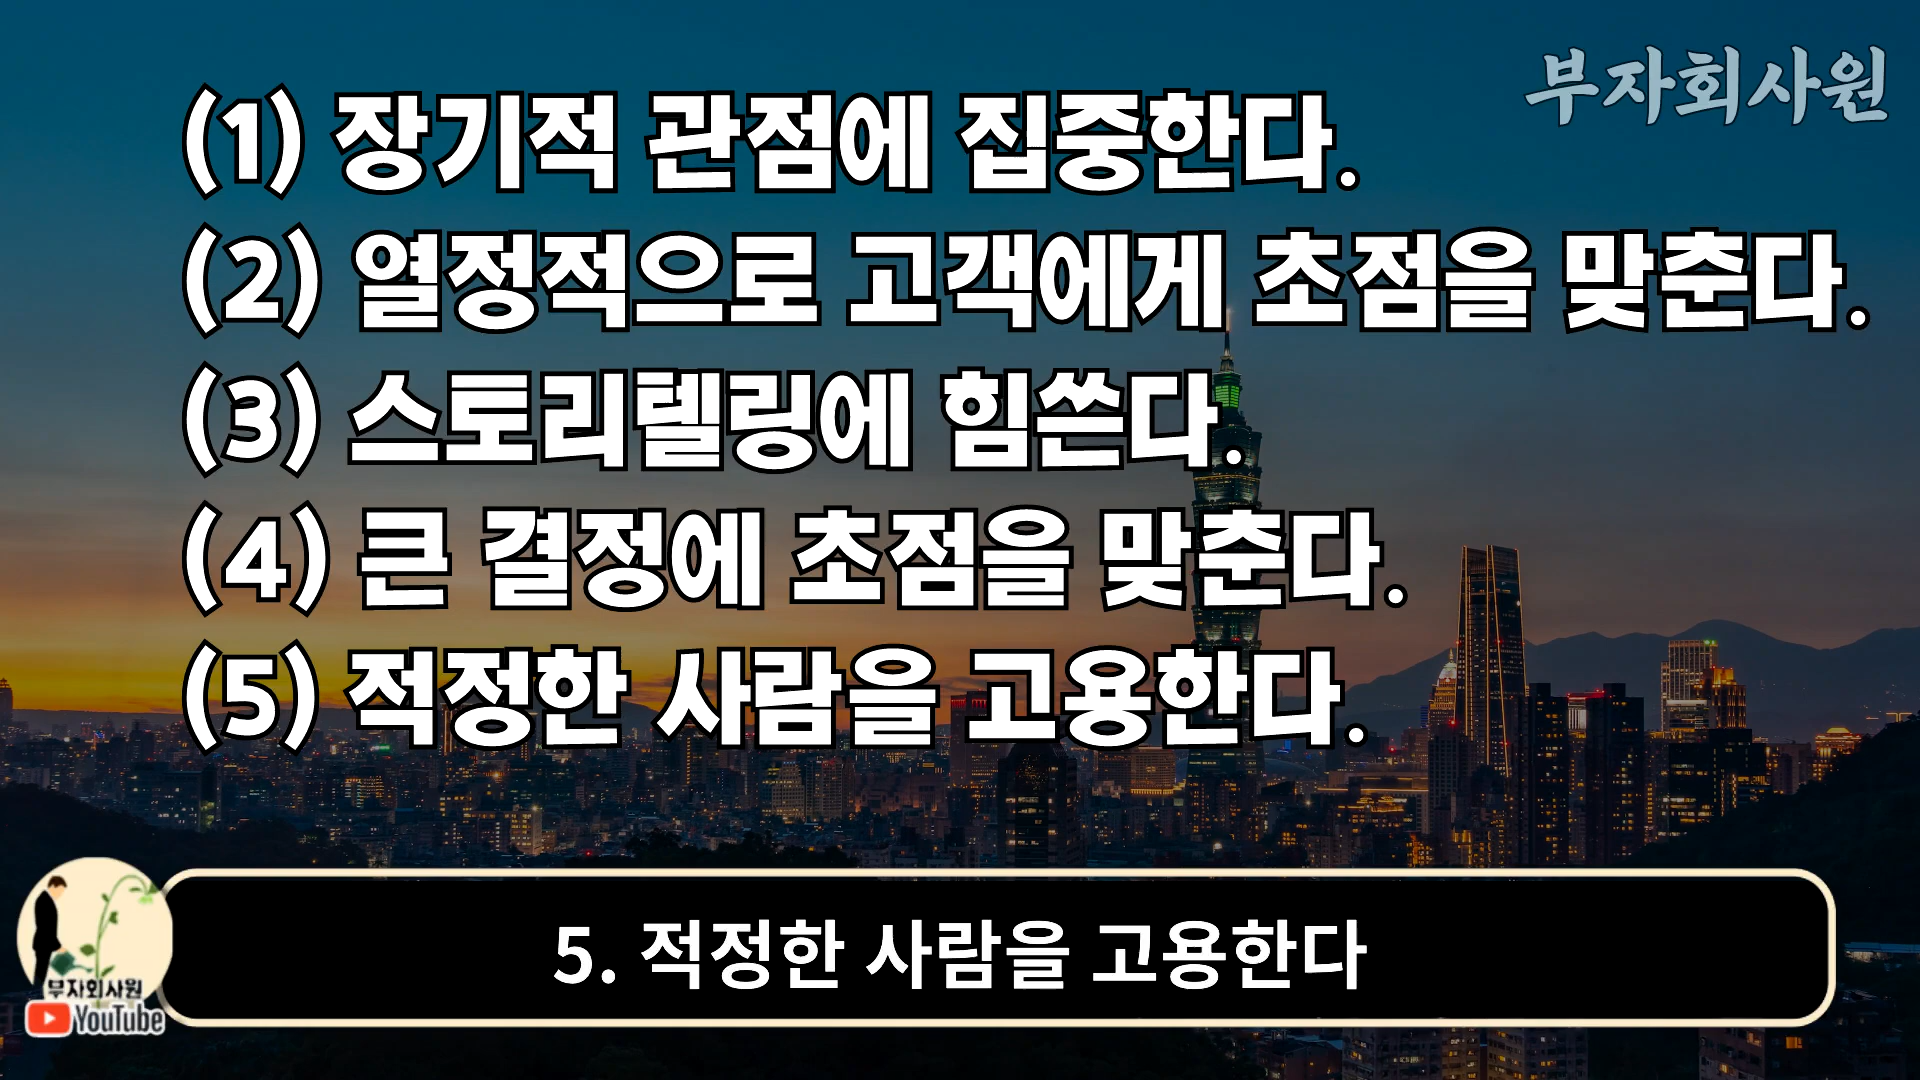 부자회사원
(1) 장기적 관점에 집중한다.
(2) 열정적으로 고객에게 초점을 맞춘다.
(3) 스토리텔링에 힘쓴다.
(4) 큰 결정에 초점을 맞춘다.
(5) 적정한 사람을 고용한다.
5. 적정한 사람을 고용한다
부자회사원
YouTube